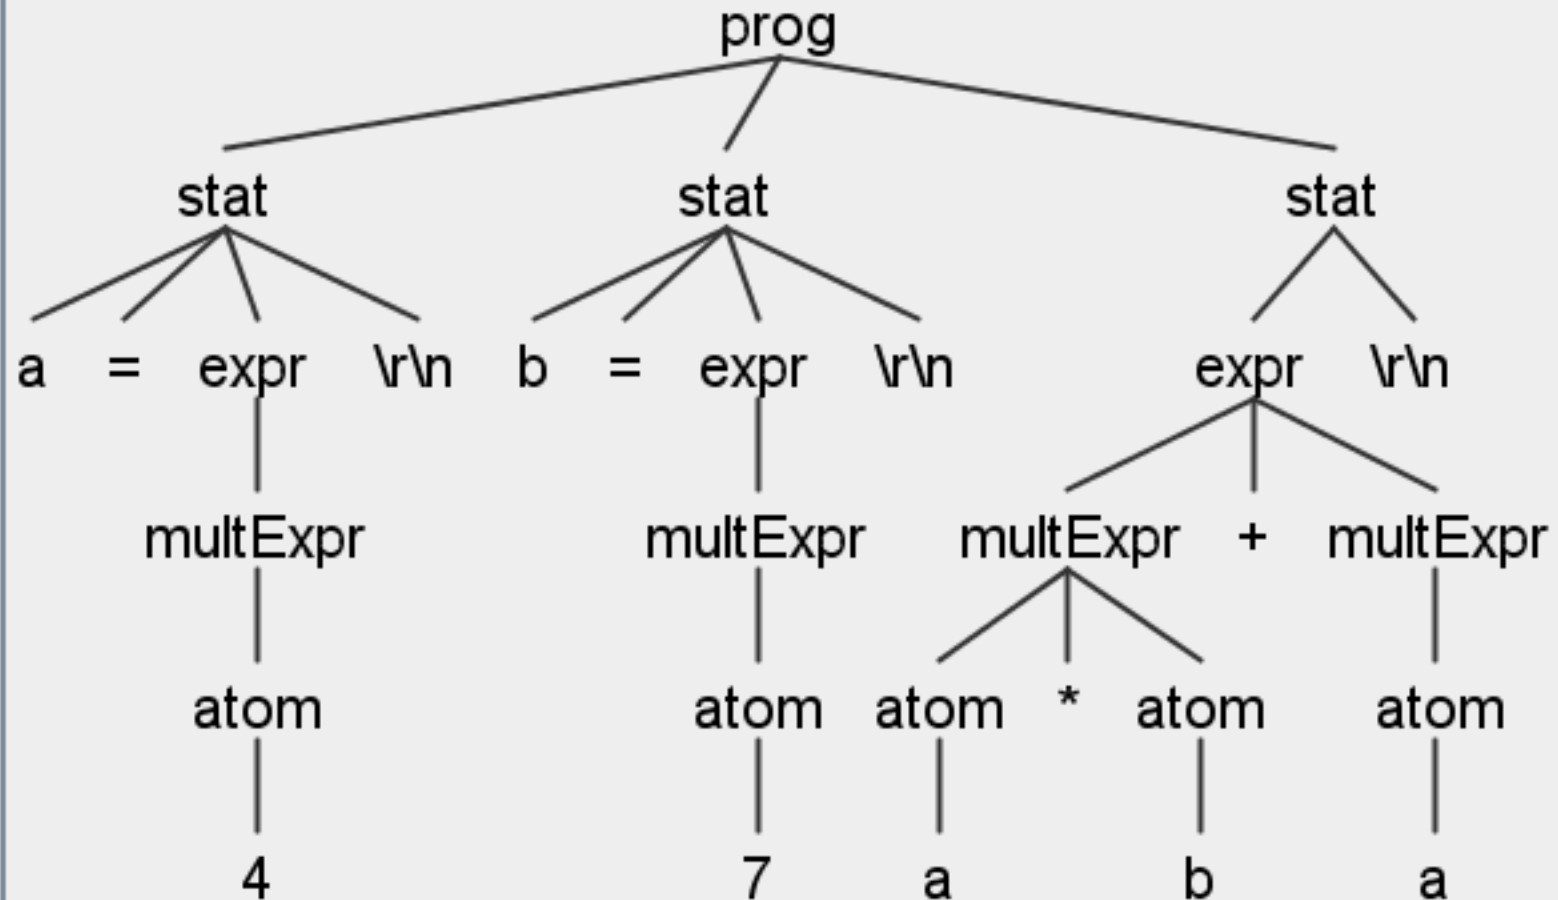 prog
stat stat stat
a = expr \r\n b = expr \r\n expr \r\n
multExpr multExpr multExpr + multExpr
atom atom atom * atom atom
4 7 a b a